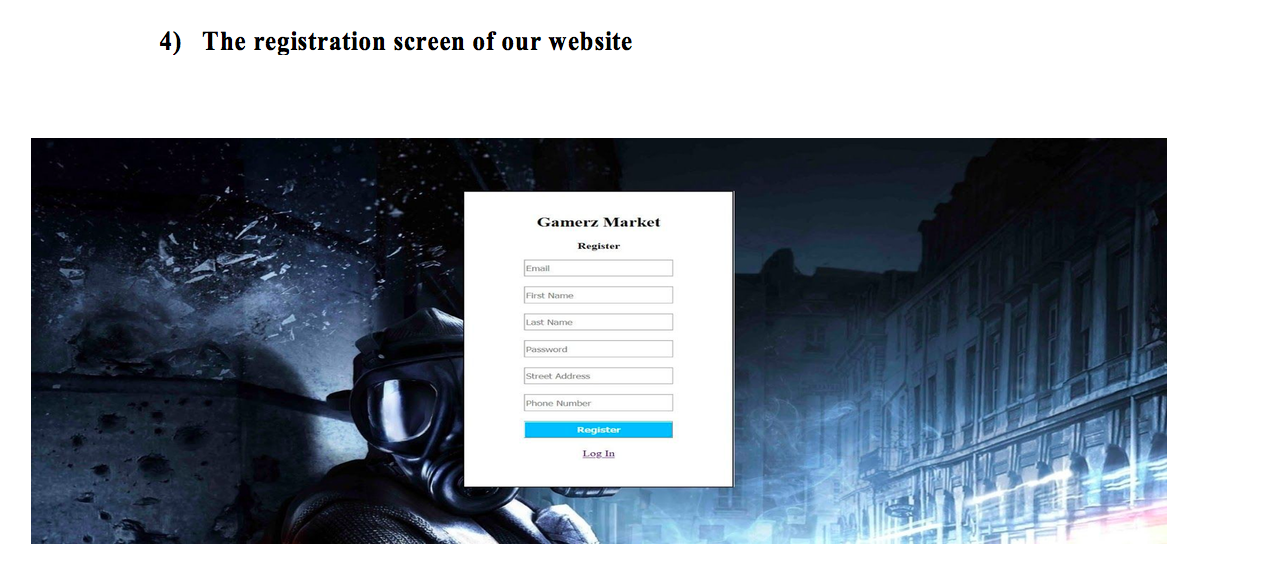 4) The registration screen of our website
Gamerz Market
Register
Email
First Name
Last Name
Password
Street Address
Phone Number
Register
Log In